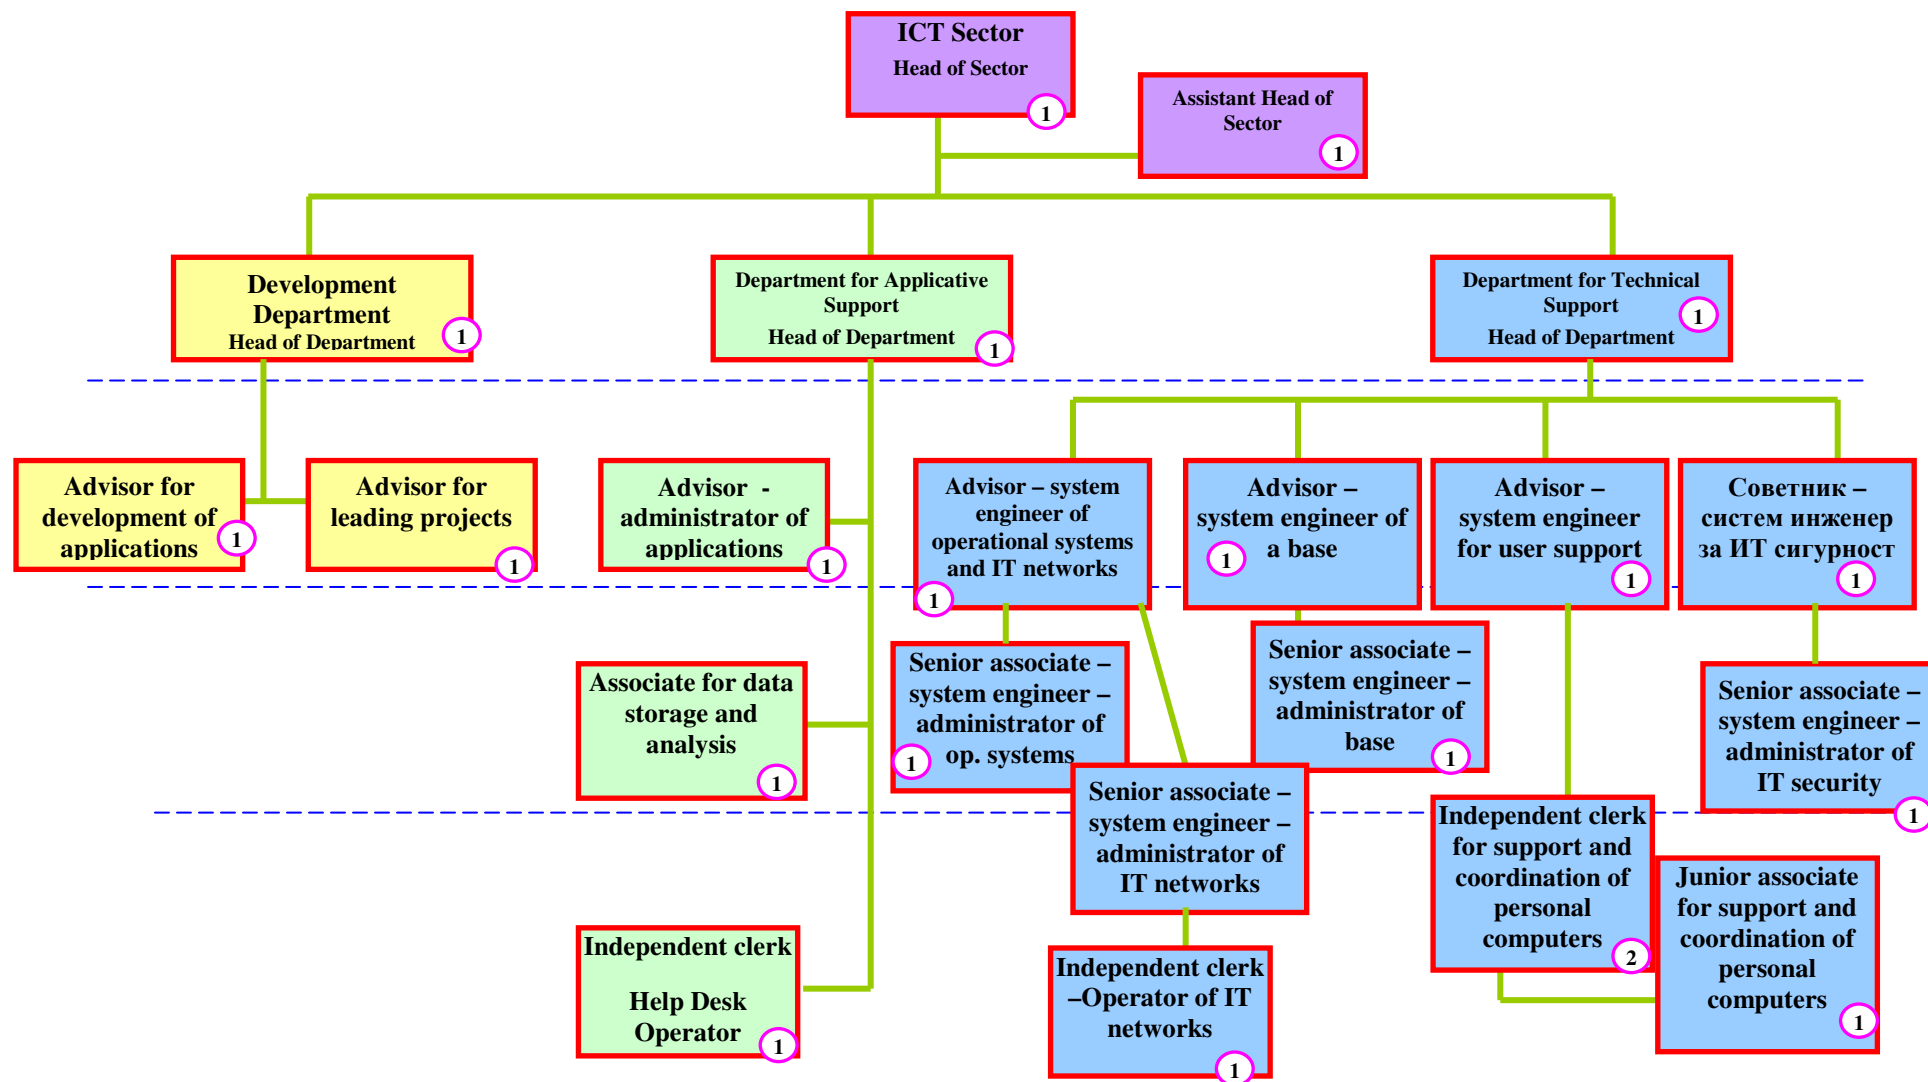 ICT Sector
Head of Sector
1
Assistant Head of
Sector
1
Development
Department
Head of Department
1
Department for Applicative
Support
Head of Department
1
Department for Technical
Support
1
Head of Department
Advisor for
development of
applications
1
Advisor for
leading projects
1
Advisor -
administrator of
applications
1
Advisor – system
engineer of
operational systems
and IT networks
1
Advisor –
system engineer of
a base
1
Advisor –
system engineer
for user support
1
Советник –
систем инженер
за ИТ сигурност
1
Associate for data
storage and
analysis
1
Senior associate –
system engineer –
administrator of
op. systems
1
Senior associate –
system engineer –
administrator of
base
1
Senior associate –
system engineer –
administrator of
IT security
1
Senior associate –
system engineer –
administrator of
IT networks
Independent clerk
for support and
coordination of
personal
computers
2
Junior associate
for support and
coordination of
personal
computers
1
Independent clerk
Help Desk
Operator
1
Independent clerk
–Operator of IT
networks
1